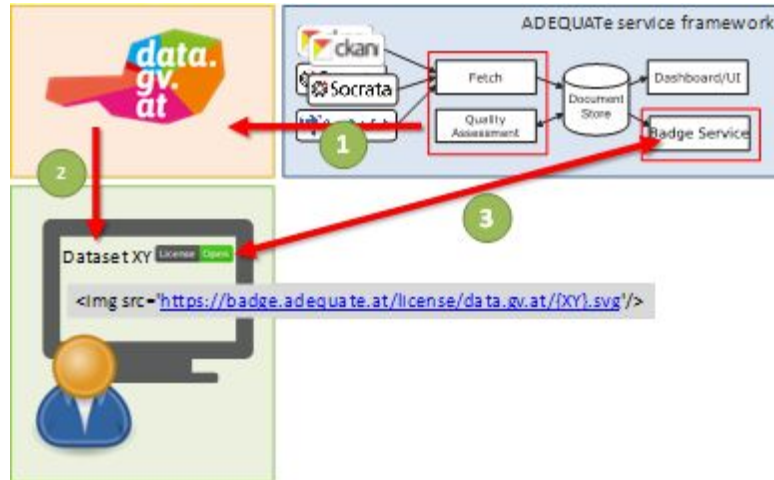 data.
gv.
at
ADEQUATe service framework
ckan
Socrata
Fetch
Quality
Assessment
Document
Store
Dashboard/UI
Badge Service
1
2
3
Dataset XY License Open
<img src='https://badge.adequate.at/license/data.gv.at/{XY}.svg'/>